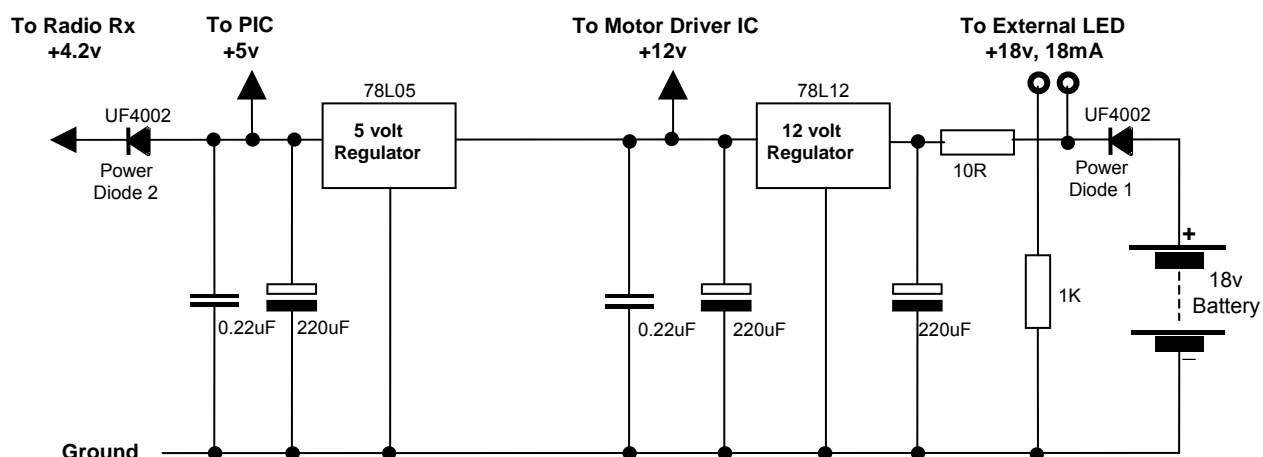 To Radio Rx
+4.2v
To PIC
+5v
To Motor Driver IC
+12v
To External LED
+18v, 18mA
UF4002
Power
Diode 2
78L05
5 volt
Regulator
78L12
12 volt
Regulator
10R
UF4002
Power
Diode 1
+
18v
Battery
_
0.22uF
220uF
0.22uF
220uF
220uF
1K
Ground